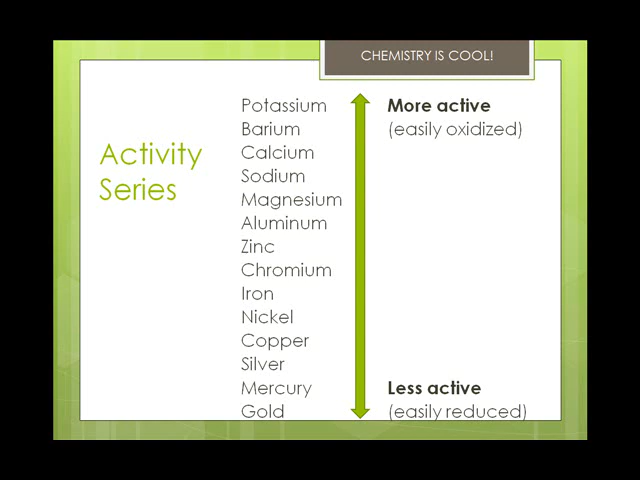 CHEMISTRY IS COOL!
Activity
Series
Potassium
Barium
Calcium
Sodium
Magnesium
Aluminum
Zinc
Chromium
Iron
Nickel
Copper
Silver
Mercury
Gold
More active
(easily oxidized)
Less active
(easily reduced)